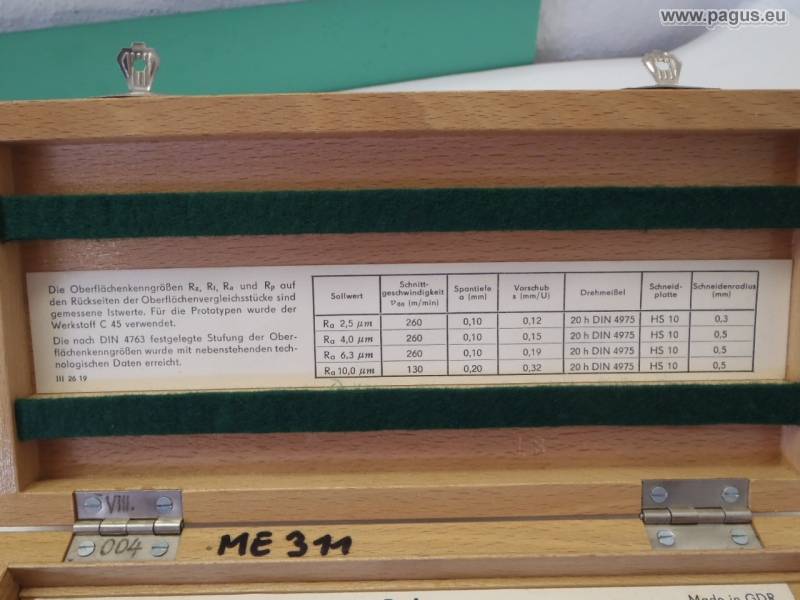 www.pagus.eu
Die Oberflächenkenngrößen Rz, Rt, Ra und Rp auf
den Rückseiten der Oberflächenvergleichsstücke sind
gemessene Istwerte. Für die Prototypen wurde der
Werkstoff C 45 verwendet.
Die nach DIN 4763 festgelegte Stufung der Ober-
flächenkenngrößen wurde mit nebenstehenden tech-
nologischen Daten erreicht.
III 26 19
Sollwert Schnitt- Spantiefe Vorschub Drehmeißel Schneid- Schneidenradius
geschwindigkeit a (mm) s (mm/U) platte (mm)
(m/min)
Ra 2,5 µm 260 0,10 0,12 20 h DIN 4975 HS 10 0,3
Ra 4,0 µm 260 0,10 0,15 20 h DIN 4975 HS 10 0,5
Ra 6,3 µm 260 0,10 0,19 20 h DIN 4975 HS 10 0,5
Ra 10,0 µm 130 0,20 0,32 20 h DIN 4975 HS 10 0,5
VIII.
004
ME 311
Made in GDR